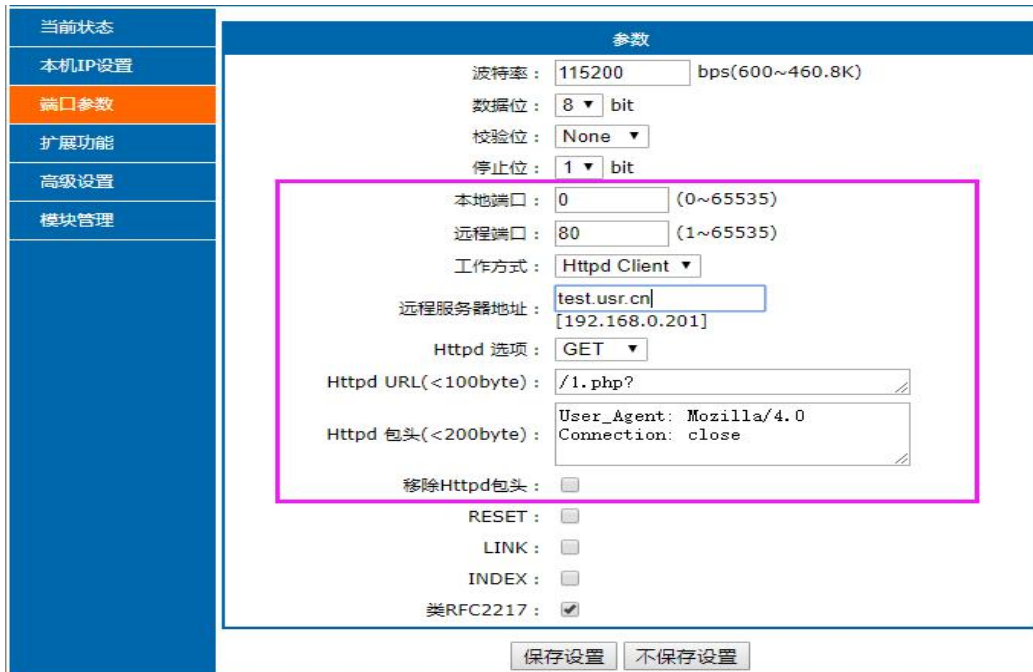 当前状态
本机IP设置
端口参数
扩展功能
高级设置
模块管理
参数
波特率： 115200 bps(600~460.8K)
数据位： 8 bit
校验位： None
停止位： 1 bit
本地端口： 0 (0~65535)
远程端口： 80 (1~65535)
工作方式： Httpd Client
远程服务器地址： test.usr.cn
[192.168.0.201]
Httpd 选项： GET
Httpd URL(<100byte)： /1.php?
Httpd 包头(<200byte)： User_Agent: Mozilla/4.0
Connection: close
移除Httpd包头：
RESET：
LINK：
INDEX：
类RFC2217：
保存设置 不保存设置